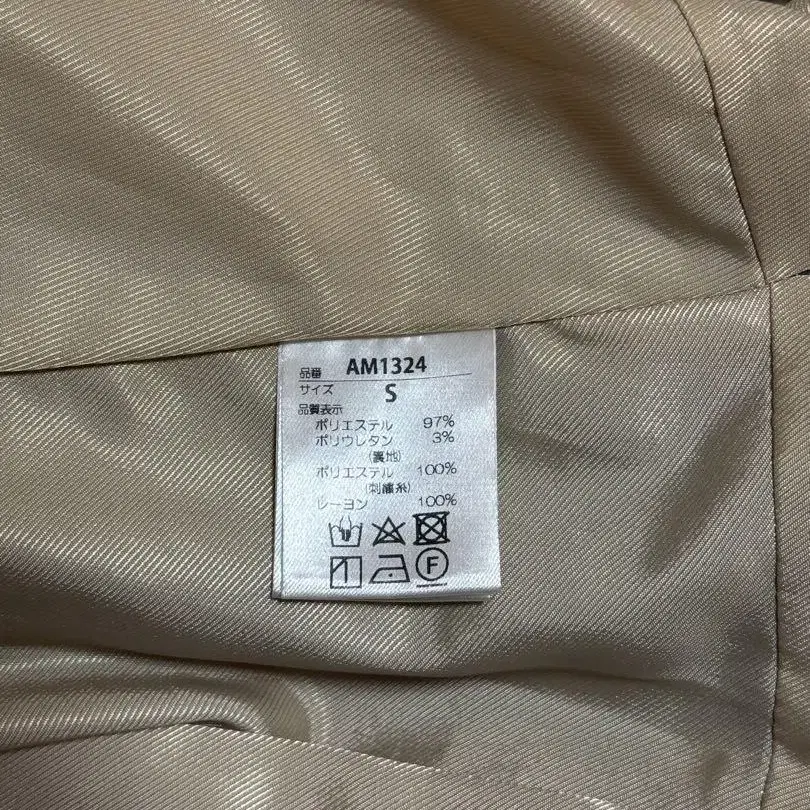 品番 AM1324
サイズ S
品質表示
ポリエステル 97%
ポリウレタン 3%
(裏地)
ポリエステル 100%
(刺繍糸)
レーヨン 100%
F